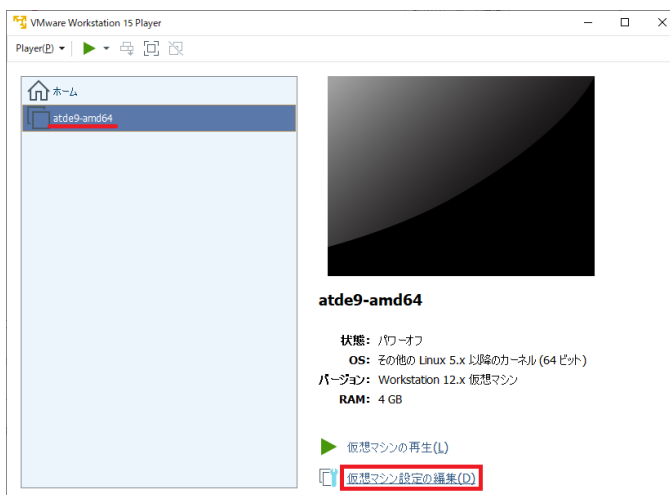 VMware Workstation 15 Player
Player(P)
ホーム
atde9-amd64
atde9-amd64
状態: パワーオフ
OS: その他の Linux 5.x 以降のカーネル (64 ビット)
バージョン: Workstation 12.x 仮想マシン
RAM: 4 GB
仮想マシンの再生(L)
仮想マシン設定の編集(D)